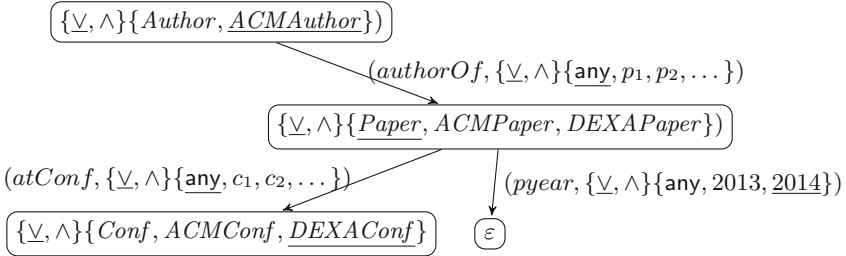 {∨, ∧}{Author, ACMAuthor})
(authorOf, {∨, ∧}{any, p₁, p₂, . . . })
{∨, ∧}{Paper, ACMPaper, DEXAPaper})
(atConf, {∨, ∧}{any, c₁, c₂, . . . })
(pyear, {∨, ∧}{any, 2013, 2014})
{∨, ∧}{Conf, ACMConf, DEXAConf}
ε